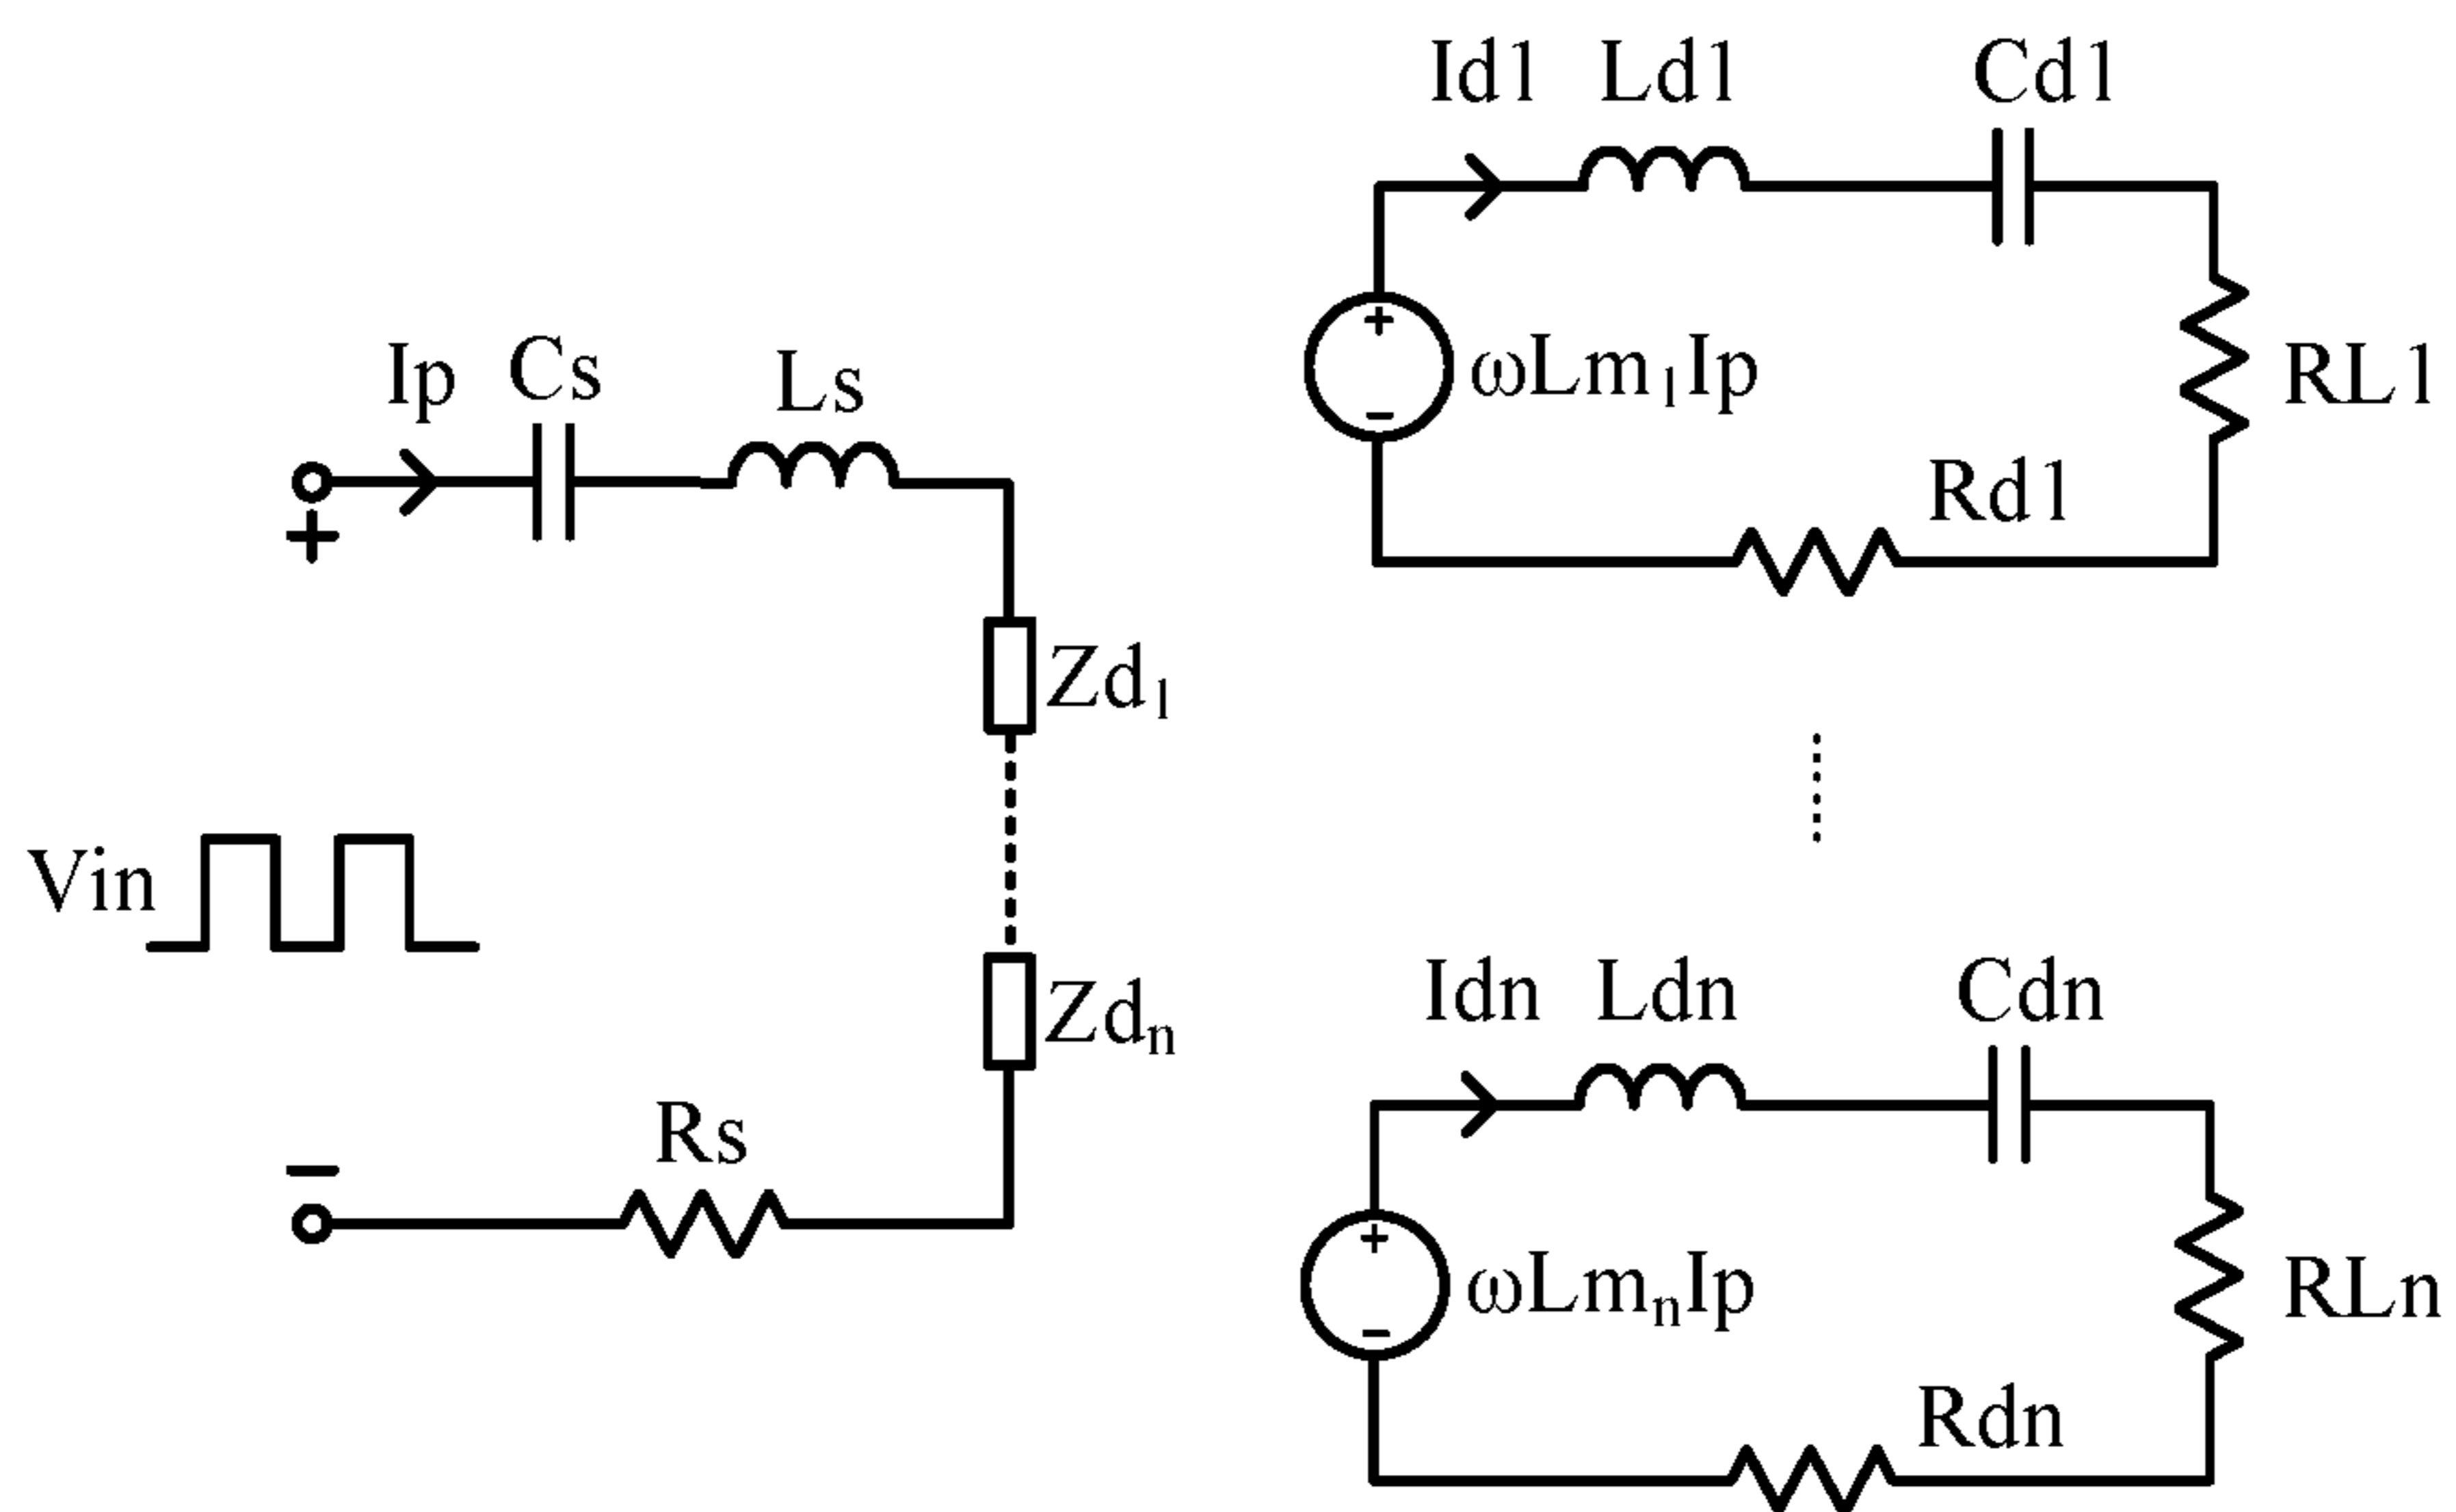 Id1 Ld1 Cd1
Ip Cs Ls
+
-
ωLm₁Ip
RL1
Rd1
+
Zd₁
Vin
Zdₙ
Idn Ldn Cdn
Rs
-
+
-
ωLmₙIp
RLn
Rdn